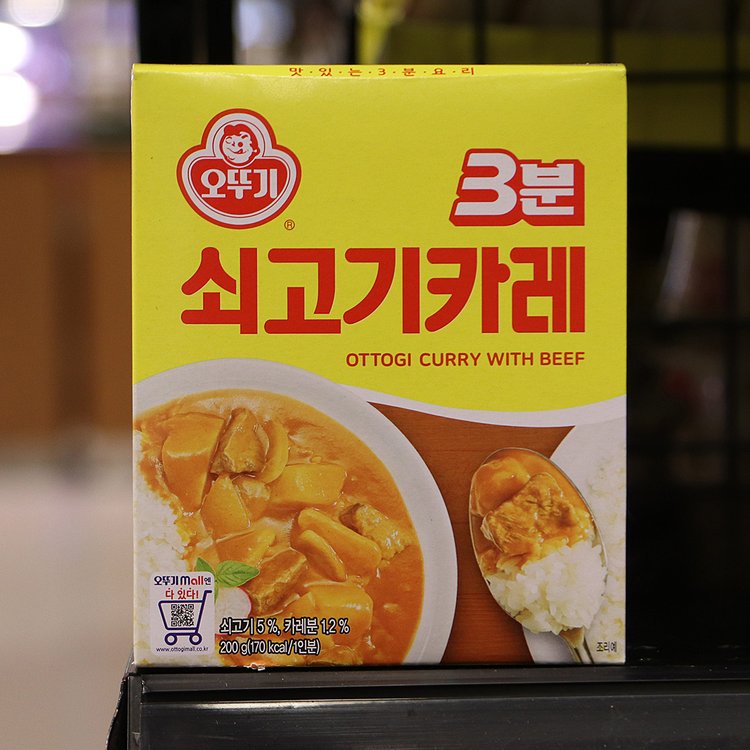 맛·있·는·3·분·요·리
오뚜기
®
3분
쇠고기카레
OTTOGI CURRY WITH BEEF
오뚜기mall엔
다 있다!
www.ottogimall.co.kr
쇠고기 5 %, 카레분 1.2 %
200 g(170 kcal/1인분)
조리예